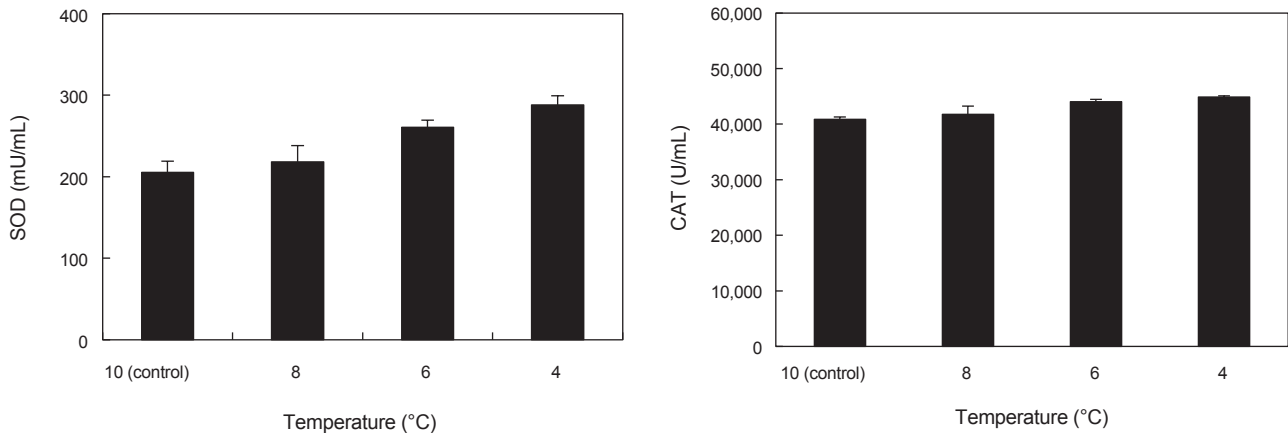 400
300
200
100
0
SOD (mU/mL)
10 (control) 8 6 4
Temperature (°C)
60,000
50,000
40,000
30,000
20,000
10,000
0
CAT (U/mL)
10 (control) 8 6 4
Temperature (°C)